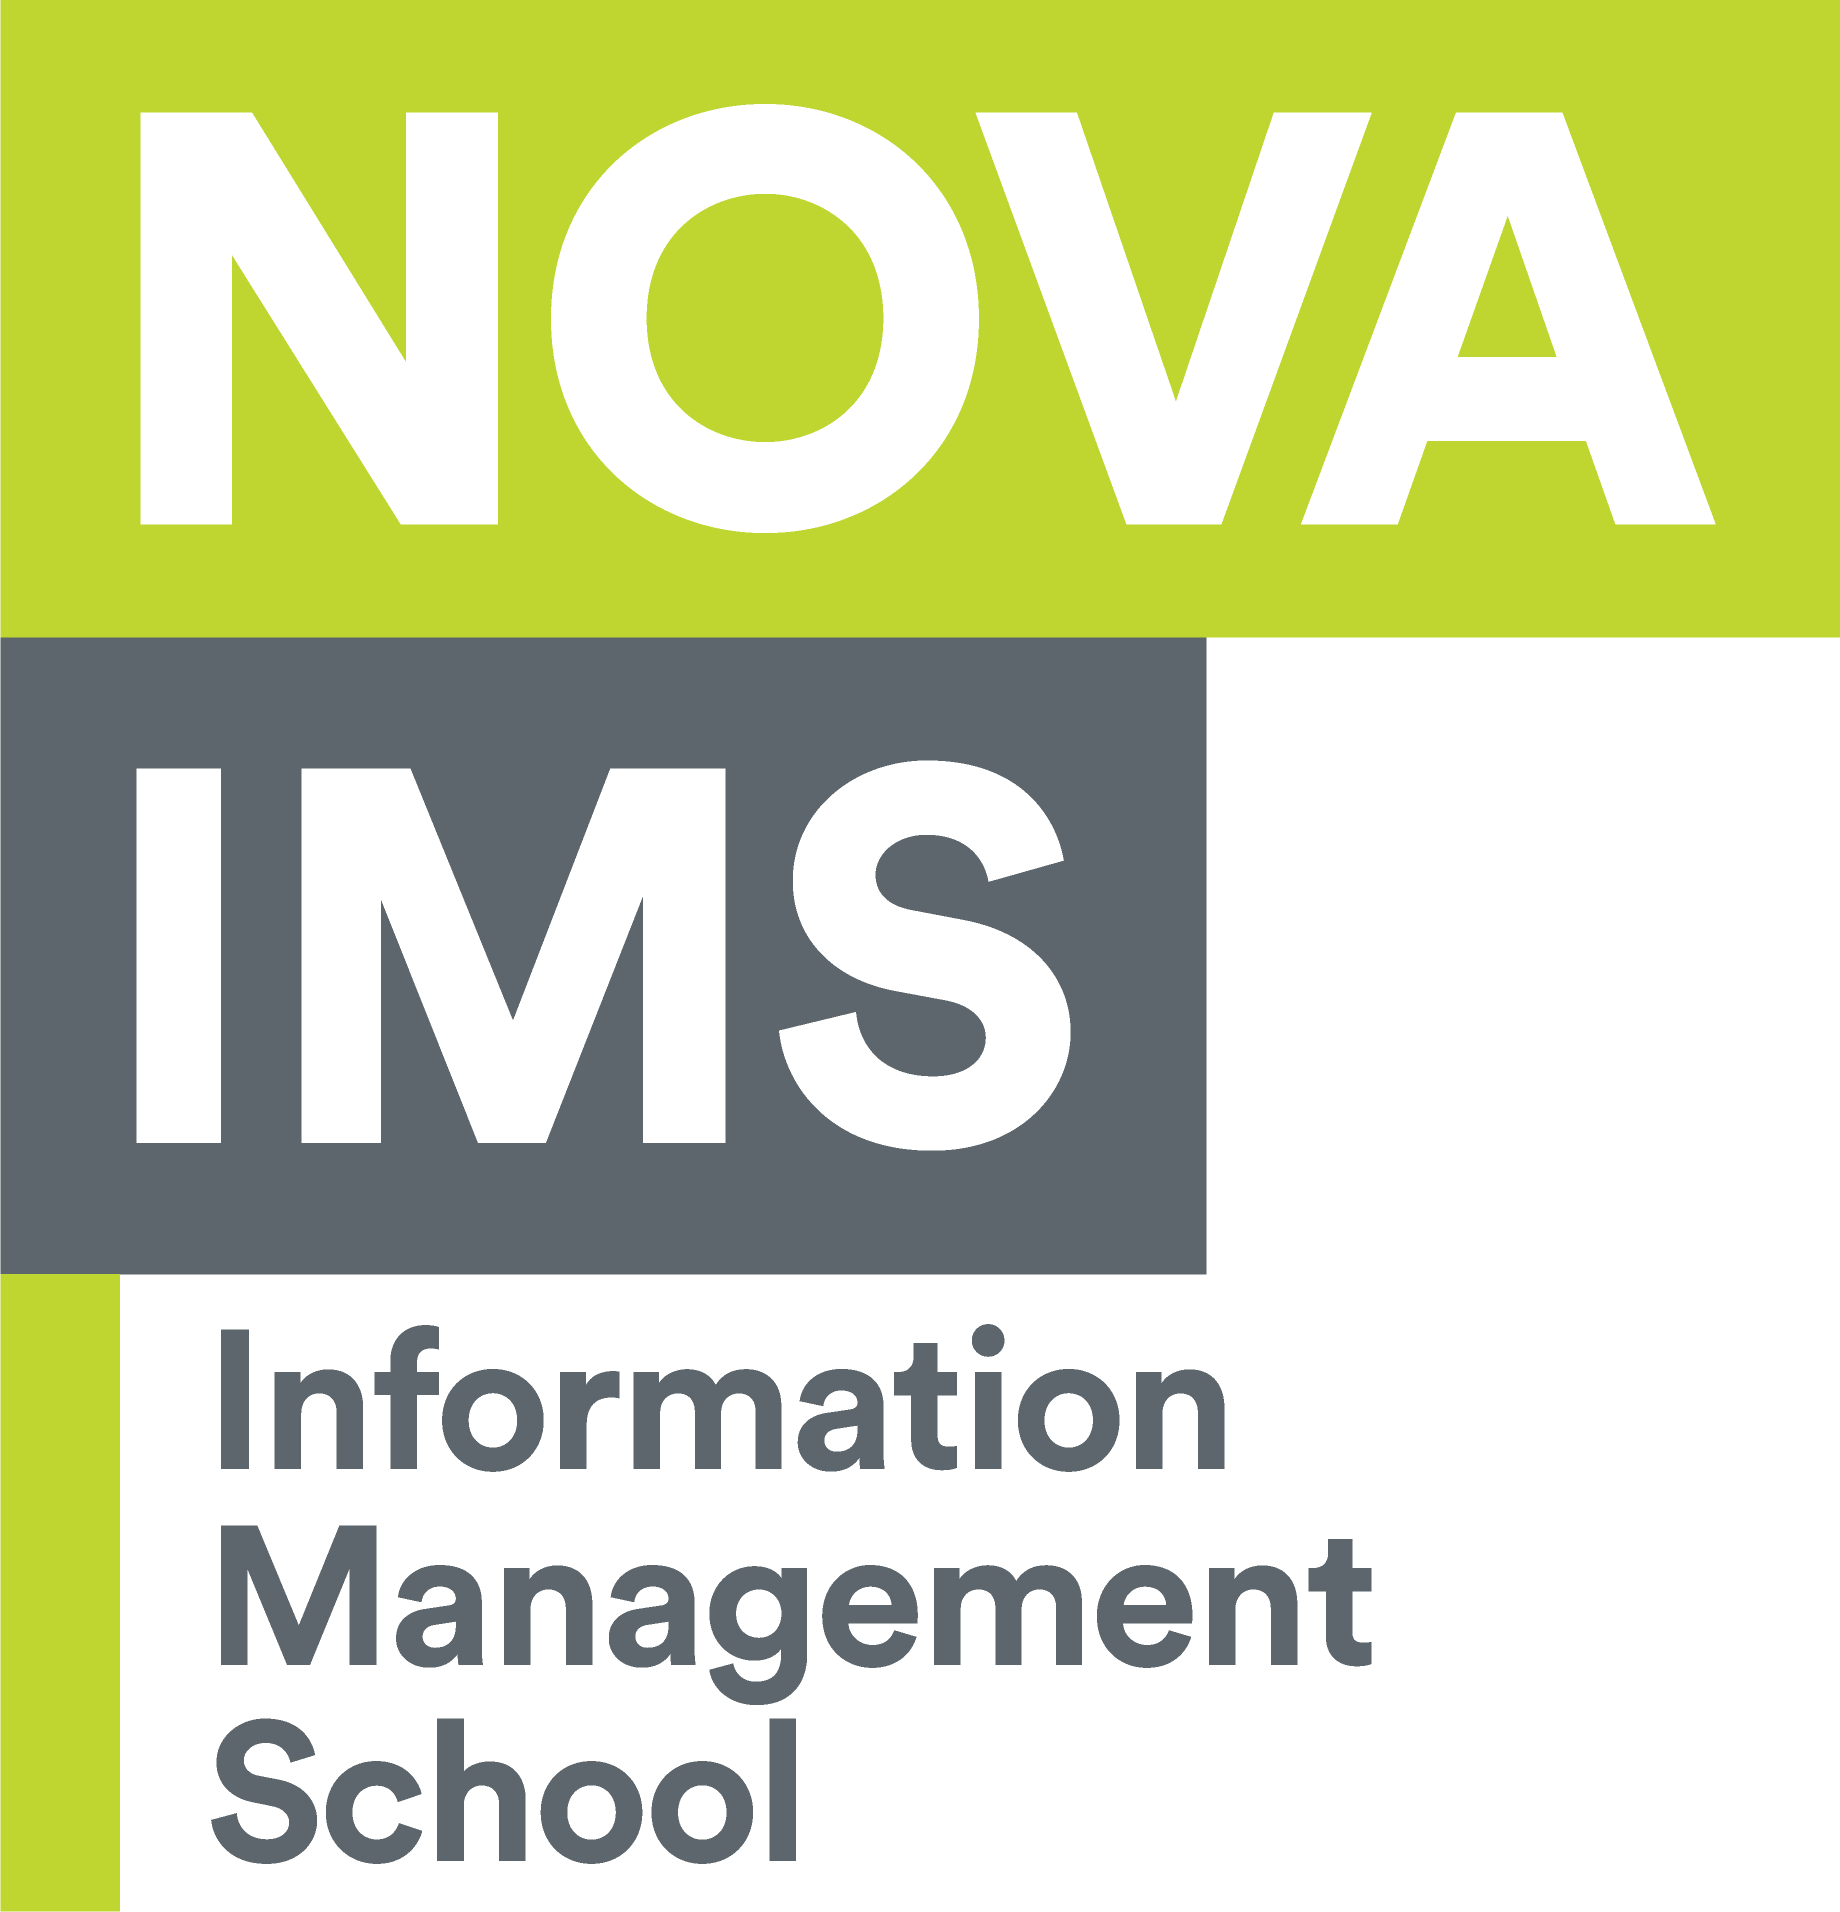 NOVA
IMS
Information
Management
School